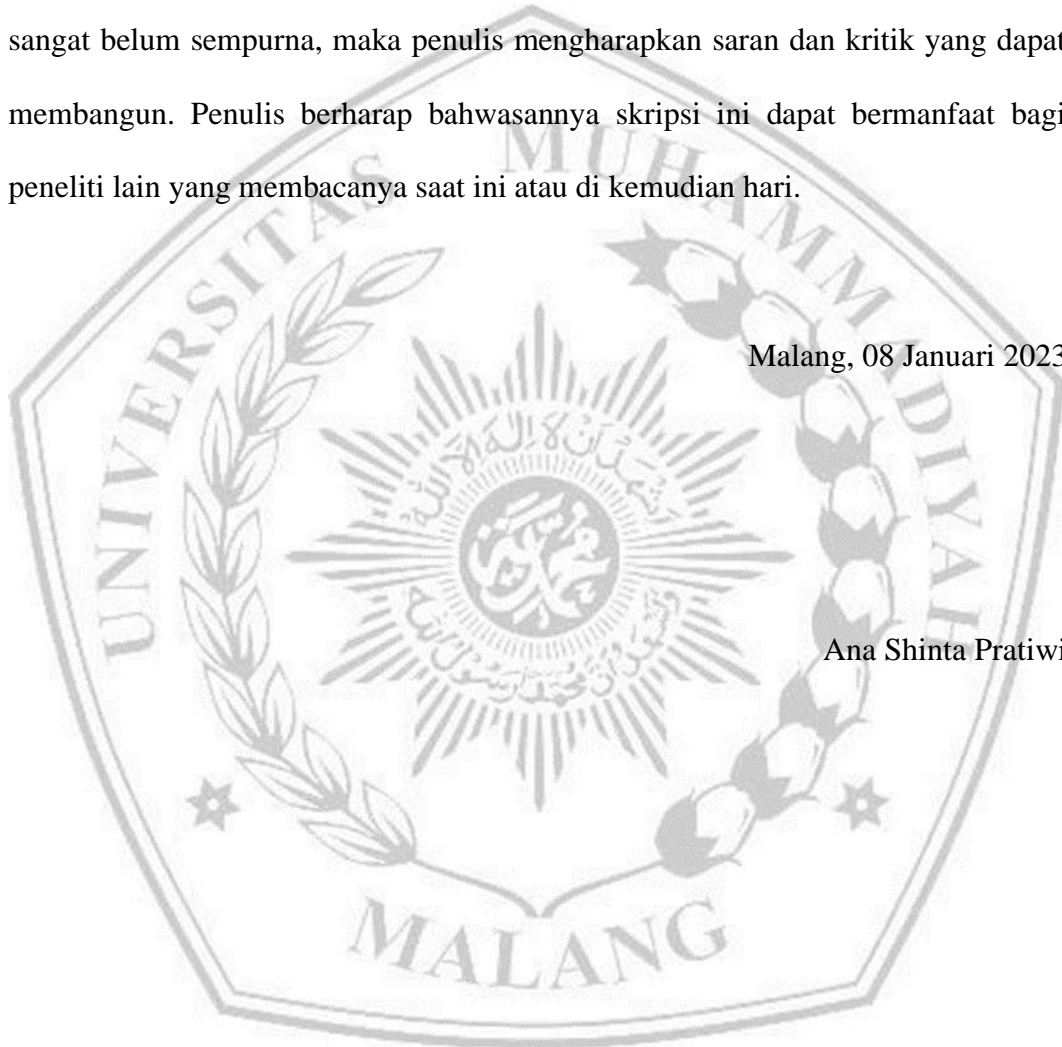 sangat belum sempurna, maka penulis mengharapkan saran dan kritik yang dapat
membangun. Penulis berharap bahwasannya skripsi ini dapat bermanfaat bagi
peneliti lain yang membacanya saat ini atau di kemudian hari.
UNIVERSITAS MUHAMMADIYAH
Malang, 08 Januari 2023
Ana Shinta Pratiwi
MALANG